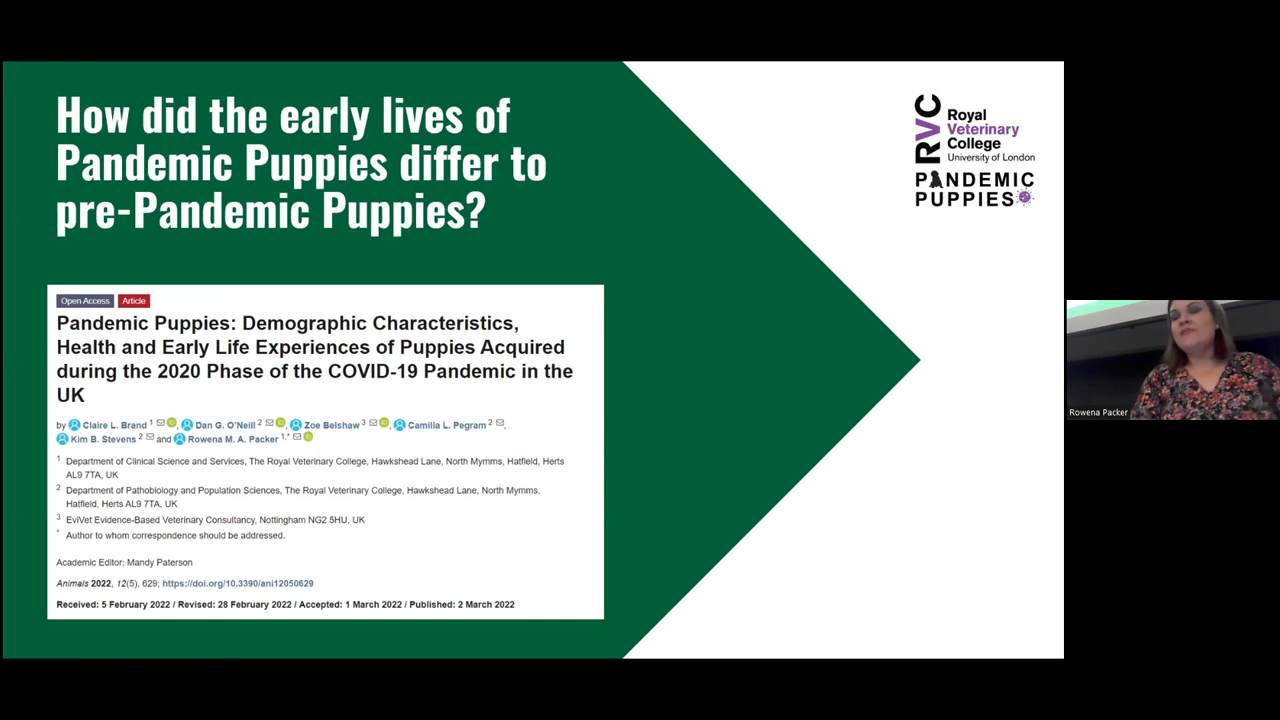 How did the early lives of
Pandemic Puppies differ to
pre-Pandemic Puppies?
RVC
Royal
Veterinary
College
University of London
PANDEMIC
PUPPIES
Open Access Article
Pandemic Puppies: Demographic Characteristics,
Health and Early Life Experiences of Puppies Acquired
during the 2020 Phase of the COVID-19 Pandemic in the
UK
by Claire L. Brand 1 iD, Dan G. O'Neill 2 iD, Zoe Belshaw 3 iD, Camilla L. Pegram 2,
Kim B. Stevens 2 and Rowena M. A. Packer 1,* iD
1 Department of Clinical Science and Services, The Royal Veterinary College, Hawkshead Lane, North Mymms, Hatfield, Herts
AL9 7TA, UK
2 Department of Pathobiology and Population Sciences, The Royal Veterinary College, Hawkshead Lane, North Mymms,
Hatfield, Herts AL9 7TA, UK
3 EviVet Evidence-Based Veterinary Consultancy, Nottingham NG2 5HU, UK
* Author to whom correspondence should be addressed.
Academic Editor: Mandy Paterson
Animals 2022, 12(5), 629; https://doi.org/10.3390/ani12050629
Received: 5 February 2022 / Revised: 28 February 2022 / Accepted: 1 March 2022 / Published: 2 March 2022
Rowena Packer